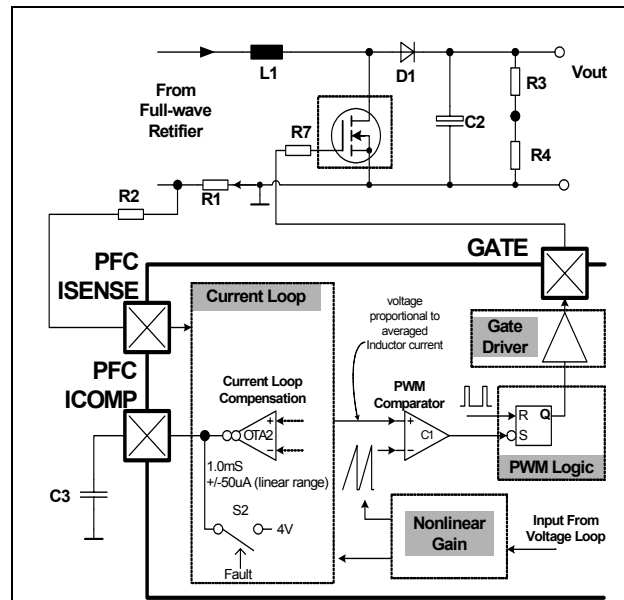 L1
D1
Vout
From
Full-wave
Retifier
R7
C2
R3
R4
R2
R1
GATE
PFC
ISENSE
Current Loop
voltage
proportional to
averaged
Inductor current
Gate
Driver
PFC
ICOMP
Current Loop
Compensation
OTA2
+
−
PWM
Comparator
C1
+
−
R
Q
S
PWM Logic
1.0mS
+/-50uA (linear range)
C3
S2
4V
Fault
Nonlinear
Gain
Input From
Voltage Loop